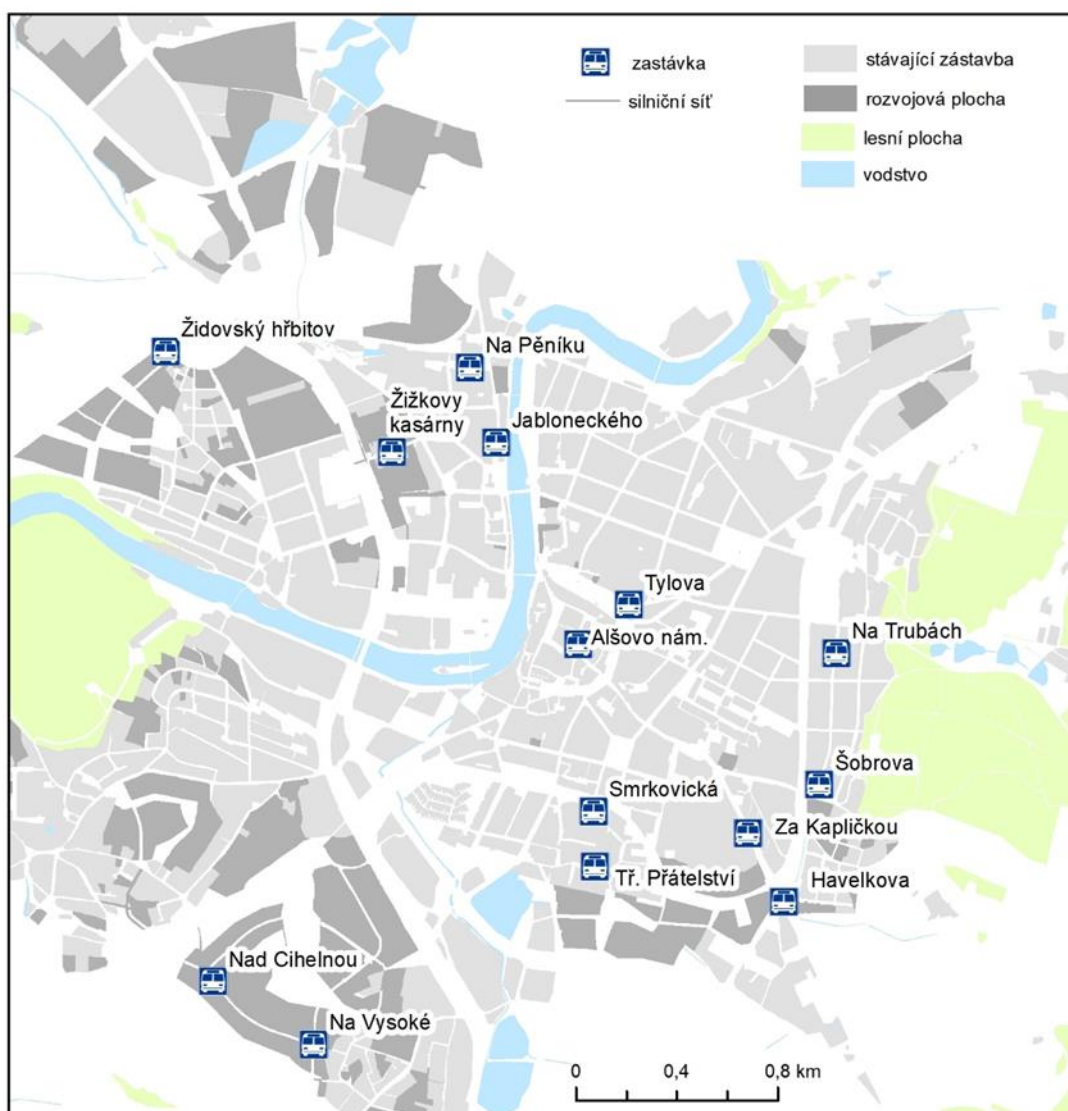 zastávka
silniční síť
stávající zástavba
rozvojová plocha
lesní plocha
vodstvo
Židovský hřbitov
Na Pěníku
Žižkovy
kasárny
Jabloneckého
Tylova
Alšovo nám.
Na Trubách
Šobrova
Smrkovická
Za Kapličkou
Tř. Přátelství
Havelkova
Nad Cihelnou
Na Vysoké
0 0,4 0,8 km